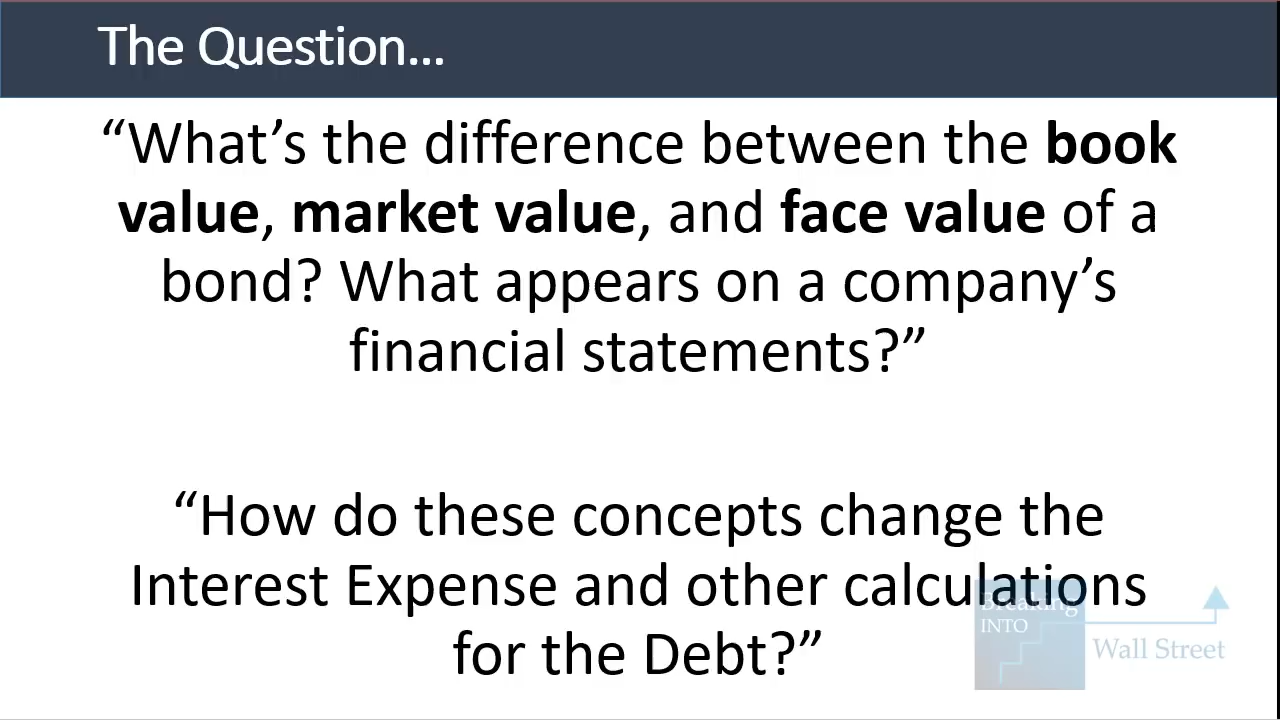 The Question...
“What’s the difference between the book
value, market value, and face value of a
bond? What appears on a company’s
financial statements?”
“How do these concepts change the
Interest Expense and other calculations
for the Debt?”
Breaking
INTO
Wall Street